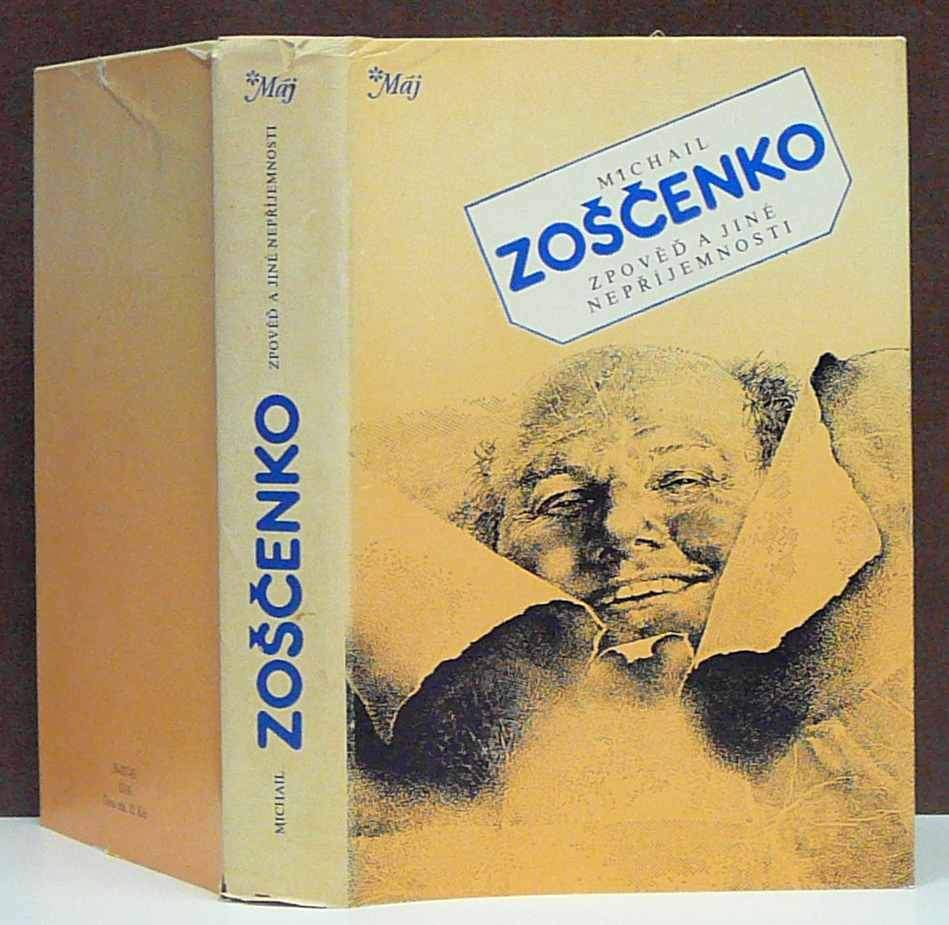 *Máj
MICHAIL
ZOŠČENKO
ZPOVĚĎ A JINÉ
NEPŘÍJEMNOSTI
*Máj
ZPOVĚĎ A JINÉ NEPŘÍJEMNOSTI
ZOŠČENKO
MICHAIL